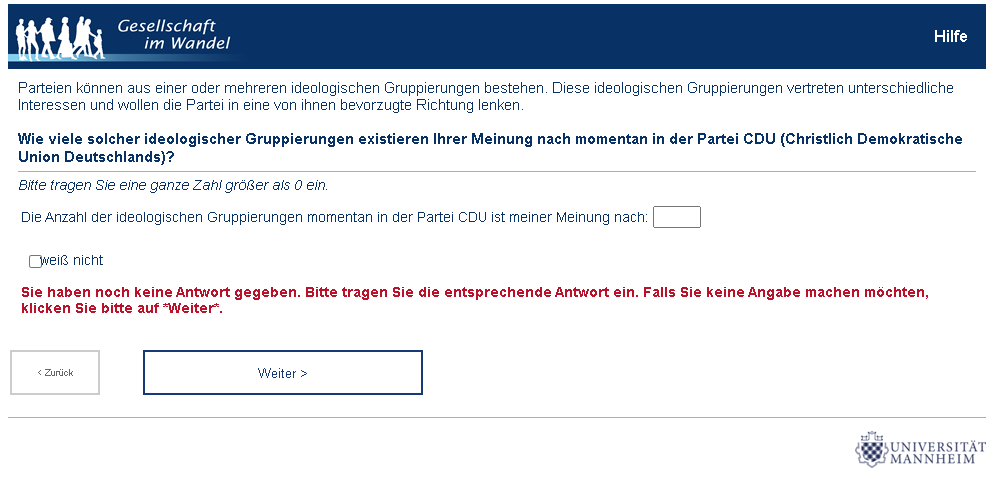 Gesellschaft
im Wandel
Hilfe
Parteien können aus einer oder mehreren ideologischen Gruppierungen bestehen. Diese ideologischen Gruppierungen vertreten unterschiedliche
Interessen und wollen die Partei in eine von ihnen bevorzugte Richtung lenken.
Wie viele solcher ideologischer Gruppierungen existieren Ihrer Meinung nach momentan in der Partei CDU (Christlich Demokratische
Union Deutschlands)?
Bitte tragen Sie eine ganze Zahl größer als 0 ein.
Die Anzahl der ideologischen Gruppierungen momentan in der Partei CDU ist meiner Meinung nach:
weiß nicht
Sie haben noch keine Antwort gegeben. Bitte tragen Sie die entsprechende Antwort ein. Falls Sie keine Angabe machen möchten,
klicken Sie bitte auf *Weiter*.
< Zurück
Weiter >
UNIVERSITÄT
MANNHEIM